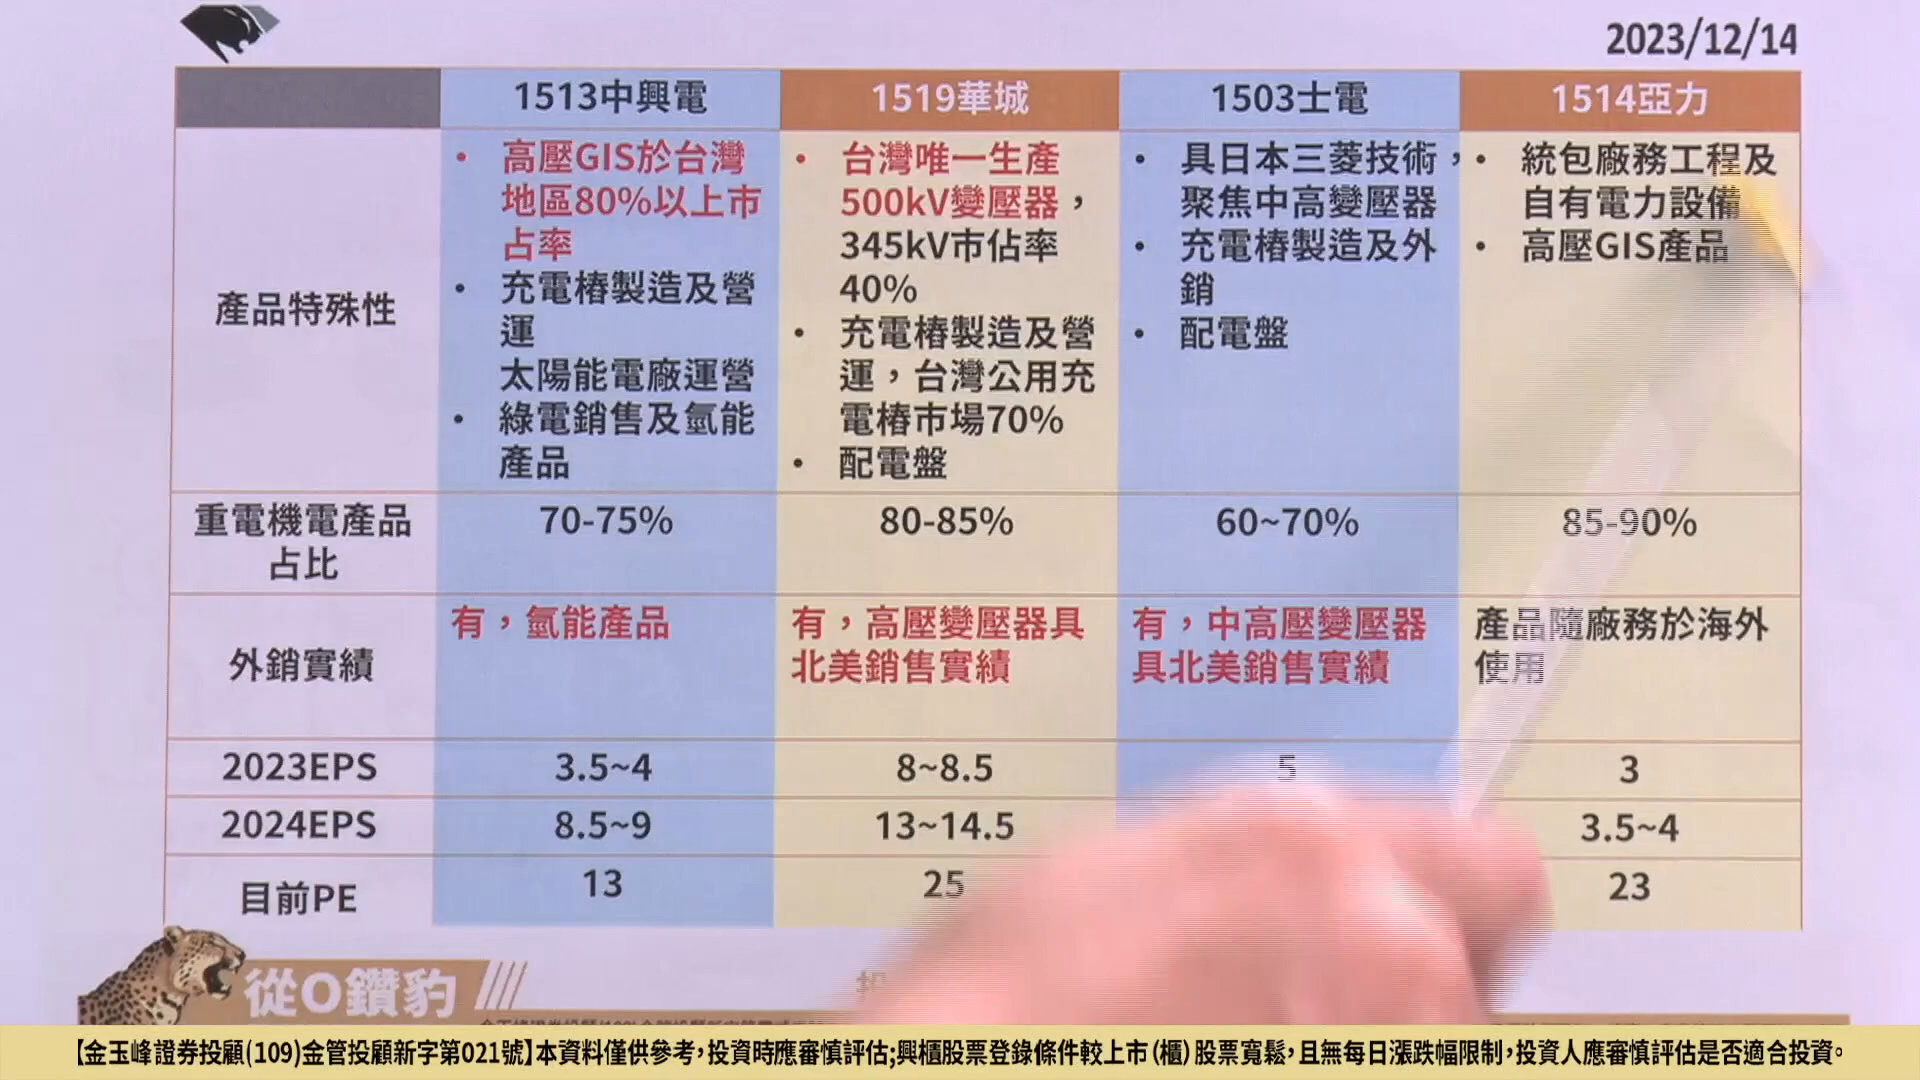 2023/12/14
1513中興電
1519華城
1503士電
1514亞力
產品特殊性
• 高壓GIS於台灣
地區80%以上市
占率
• 充電樁製造及營
運
太陽能電廠運營
• 綠電銷售及氫能
產品
• 台灣唯一生產
500kV變壓器，
345kV市佔率
40%
• 充電樁製造及營
運，台灣公用充
電樁市場70%
• 配電盤
• 具日本三菱技術，
聚焦中高變壓器
• 充電樁製造及外
銷
• 配電盤
• 統包廠務工程及
自有電力設備
• 高壓GIS產品
重電機電產品
占比
70-75%
80-85%
60~70%
85-90%
外銷實績
有，氫能產品
有，高壓變壓器具
北美銷售實績
有，中高壓變壓器
具北美銷售實績
產品隨廠務於海外
使用
2023EPS
3.5~4
8~8.5
5
3
2024EPS
8.5~9
13~14.5
3.5~4
目前PE
13
25
23
從O鑽豹
【金玉峰證券投顧(109)金管投顧新字第021號】本資料僅供參考,投資時應審慎評估;興櫃股票登錄條件較上市(櫃)股票寬鬆,且無每日漲跌幅限制,投資人應審慎評估是否適合投資。